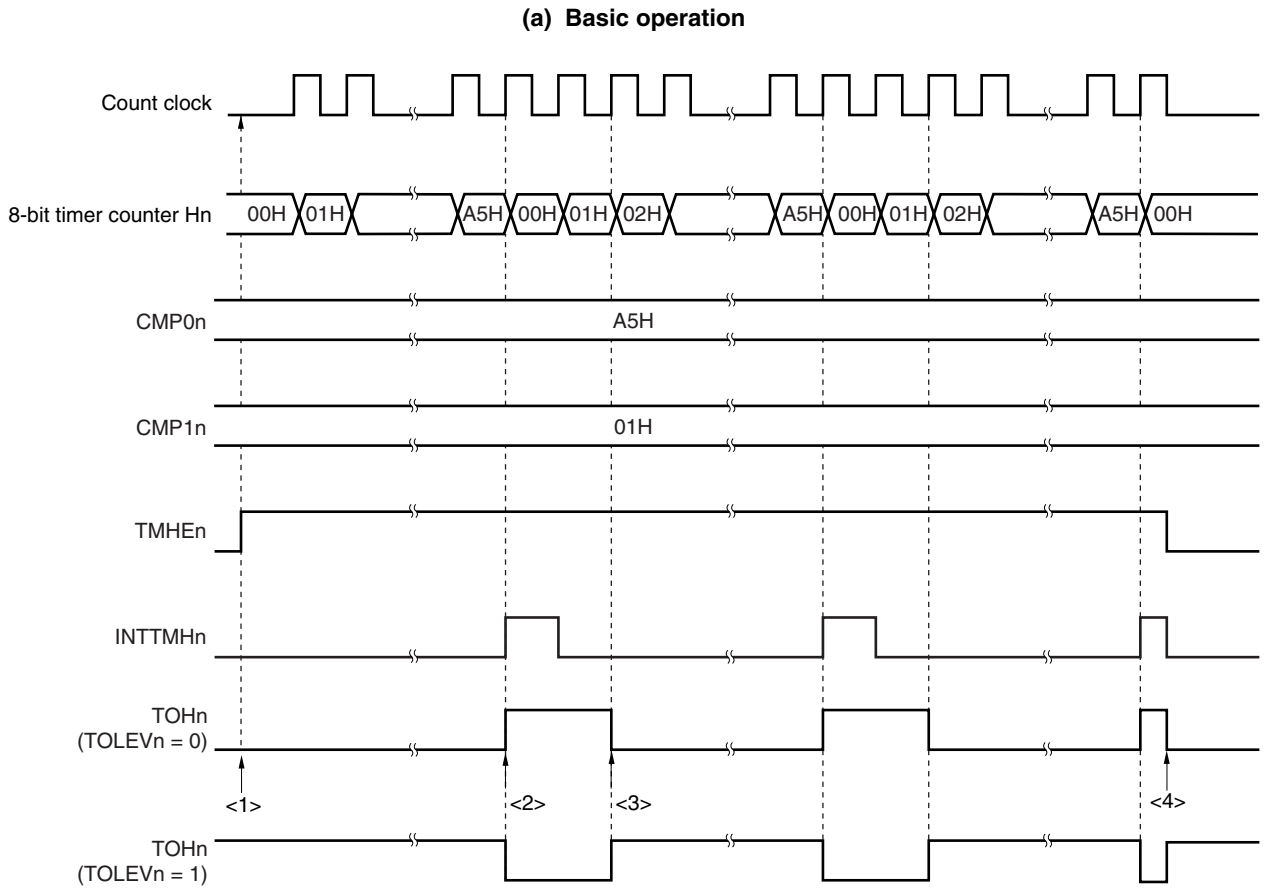 (a) Basic operation
Count clock
8-bit timer counter Hn
00H 01H A5H 00H 01H 02H A5H 00H 01H 02H A5H 00H
CMP0n
A5H
CMP1n
01H
TMHEn
INTTMHn
TOHn
(TOLEVn = 0)
<1> <2> <3> <4>
TOHn
(TOLEVn = 1)